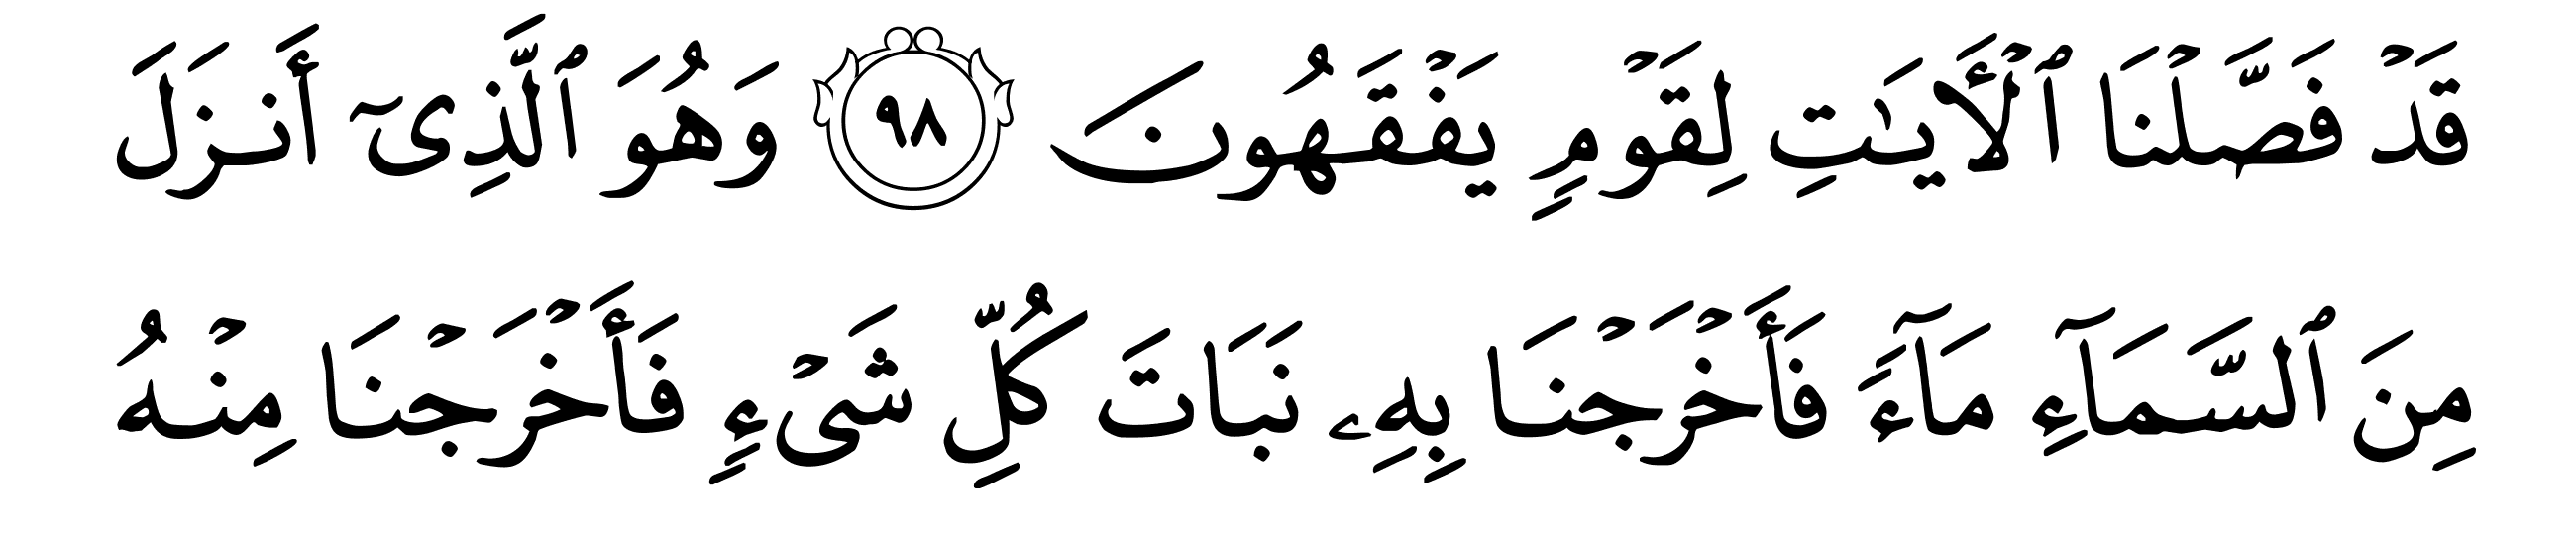 قَدۡ فَصَّلۡنَا ٱلۡأٓيَٰتِ لِقَوۡمٖ يَفۡقَهُونَ ٩٨ وَهُوَ ٱلَّذِيٓ أَنزَلَ
مِنَ ٱلسَّمَآءِ مَآءٗ فَأَخۡرَجۡنَا بِهِۦ نَبَاتَ كُلِّ شَيۡءٖ فَأَخۡرَجۡنَا مِنۡهُ